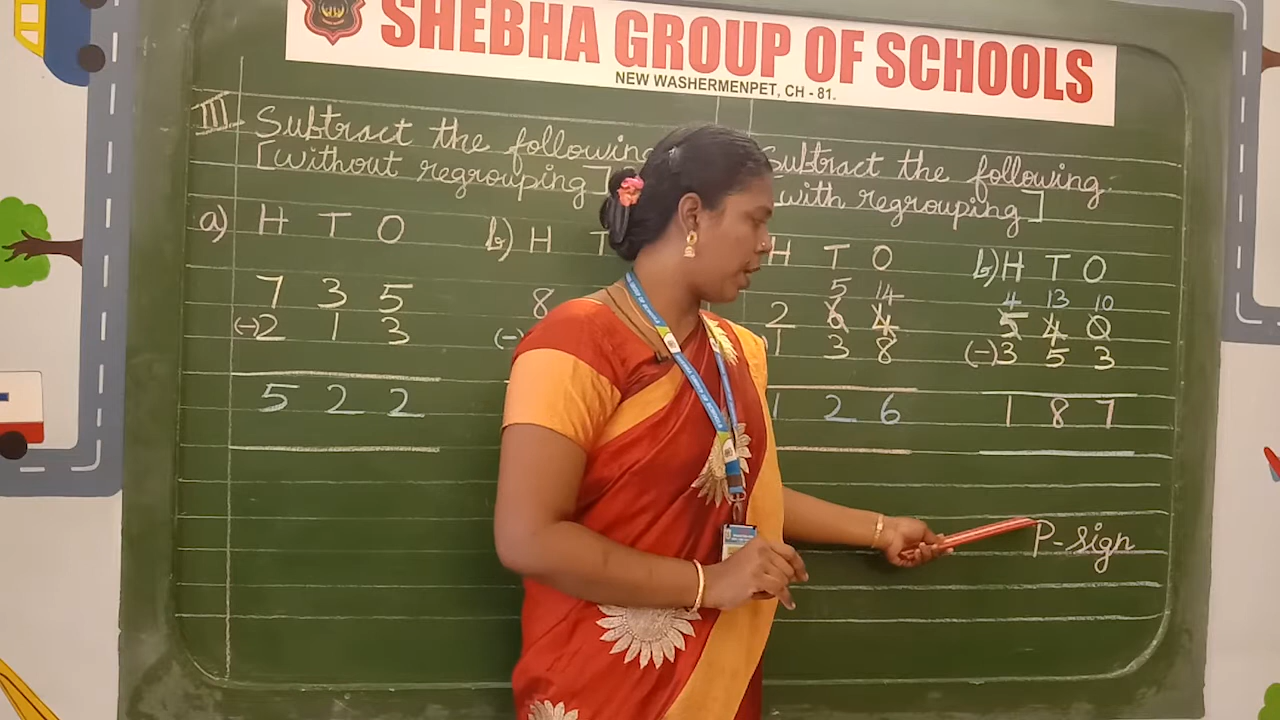 SHEBHA GROUP OF SCHOOLS
NEW WASHERMENPET, CH - 81.
III. Subtract the following
[without regrouping]
a) H T O
7 3 5
(-) 2 1 3
5 2 2
b) H T
8
(-)
Subtract the following.
with regrouping]
H T O
5 14
2 6 4
1 3 8
1 2 6
b) H T O
4 13 10
5 4 0
(-) 3 5 3
1 8 7
P-sign